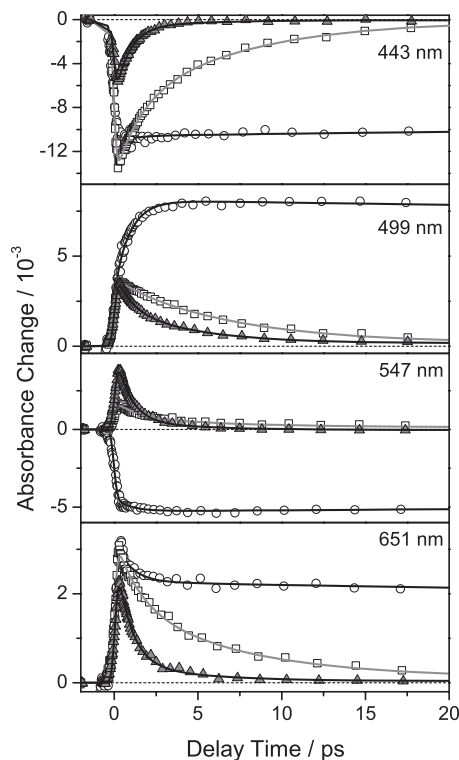 0
-4
-8
-12
443 nm
5
0
499 nm
0
-5
547 nm
2
0
651 nm
0 5 10 15 20
Absorbance Change / 10⁻³
Delay Time / ps